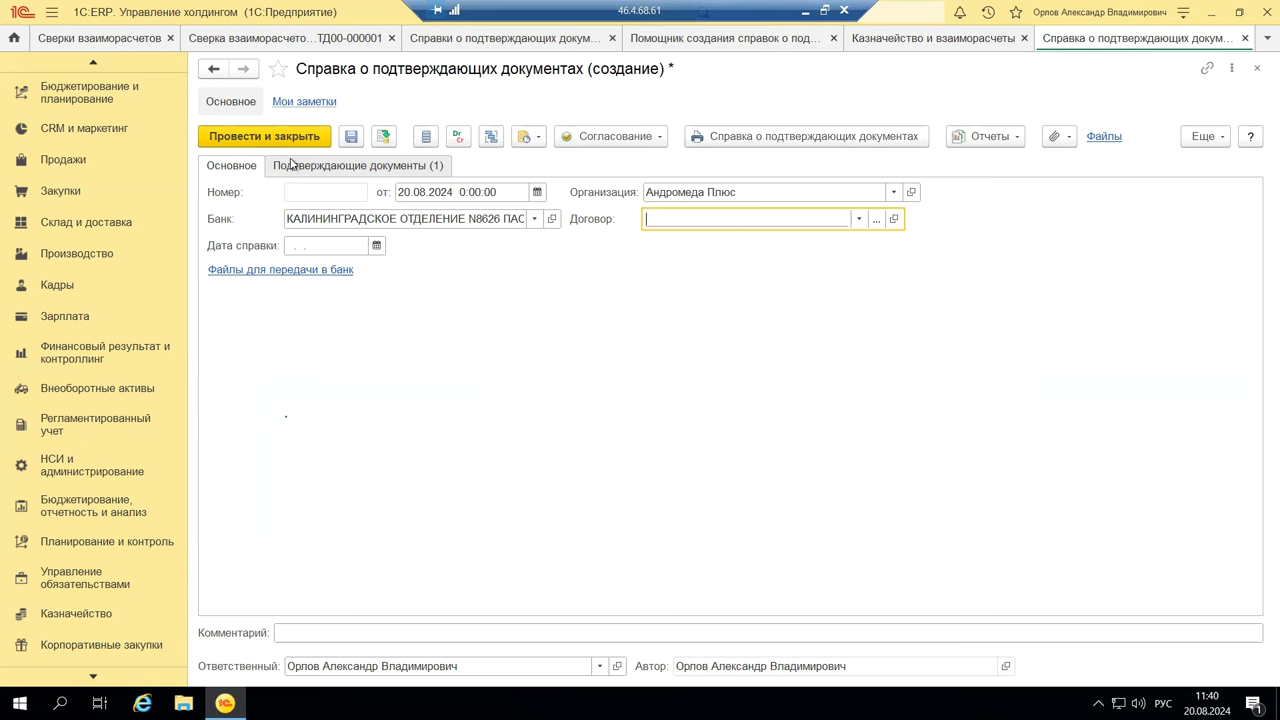 1С:ERP. Управление холдингом (1С:Предприятие)
46.4.68.61
Орлов Александр Владимирович
Сверки взаиморасчетов
Сверка взаиморасчето...ТД00-000001
Справки о подтверждающих докум...
Помощник создания справок о под...
Казначейство и взаиморасчеты
Справка о подтверждающих докум...
Бюджетирование и
планирование
CRM и маркетинг
Продажи
Закупки
Склад и доставка
Производство
Кадры
Зарплата
Финансовый результат и
контроллинг
Внеоборотные активы
Регламентированный
учет
НСИ и
администрирование
Бюджетирование,
отчетность и анализ
Планирование и контроль
Управление
обязательствами
Казначейство
Корпоративные закупки
Справка о подтверждающих документах (создание) *
Основное
Мои заметки
Провести и закрыть
Дт
Кт
Согласование
Справка о подтверждающих документах
Отчеты
Файлы
Еще
?
Основное
Подтверждающие документы (1)
Номер:
от: 20.08.2024 0:00:00
Организация: Андромеда Плюс
Банк: КАЛИНИНГРАДСКОЕ ОТДЕЛЕНИЕ N8626 ПАС
Договор:
...
Дата справки: . .
Файлы для передачи в банк
Комментарий:
Ответственный: Орлов Александр Владимирович
Автор: Орлов Александр Владимирович
РУС
11:40
20.08.2024
1